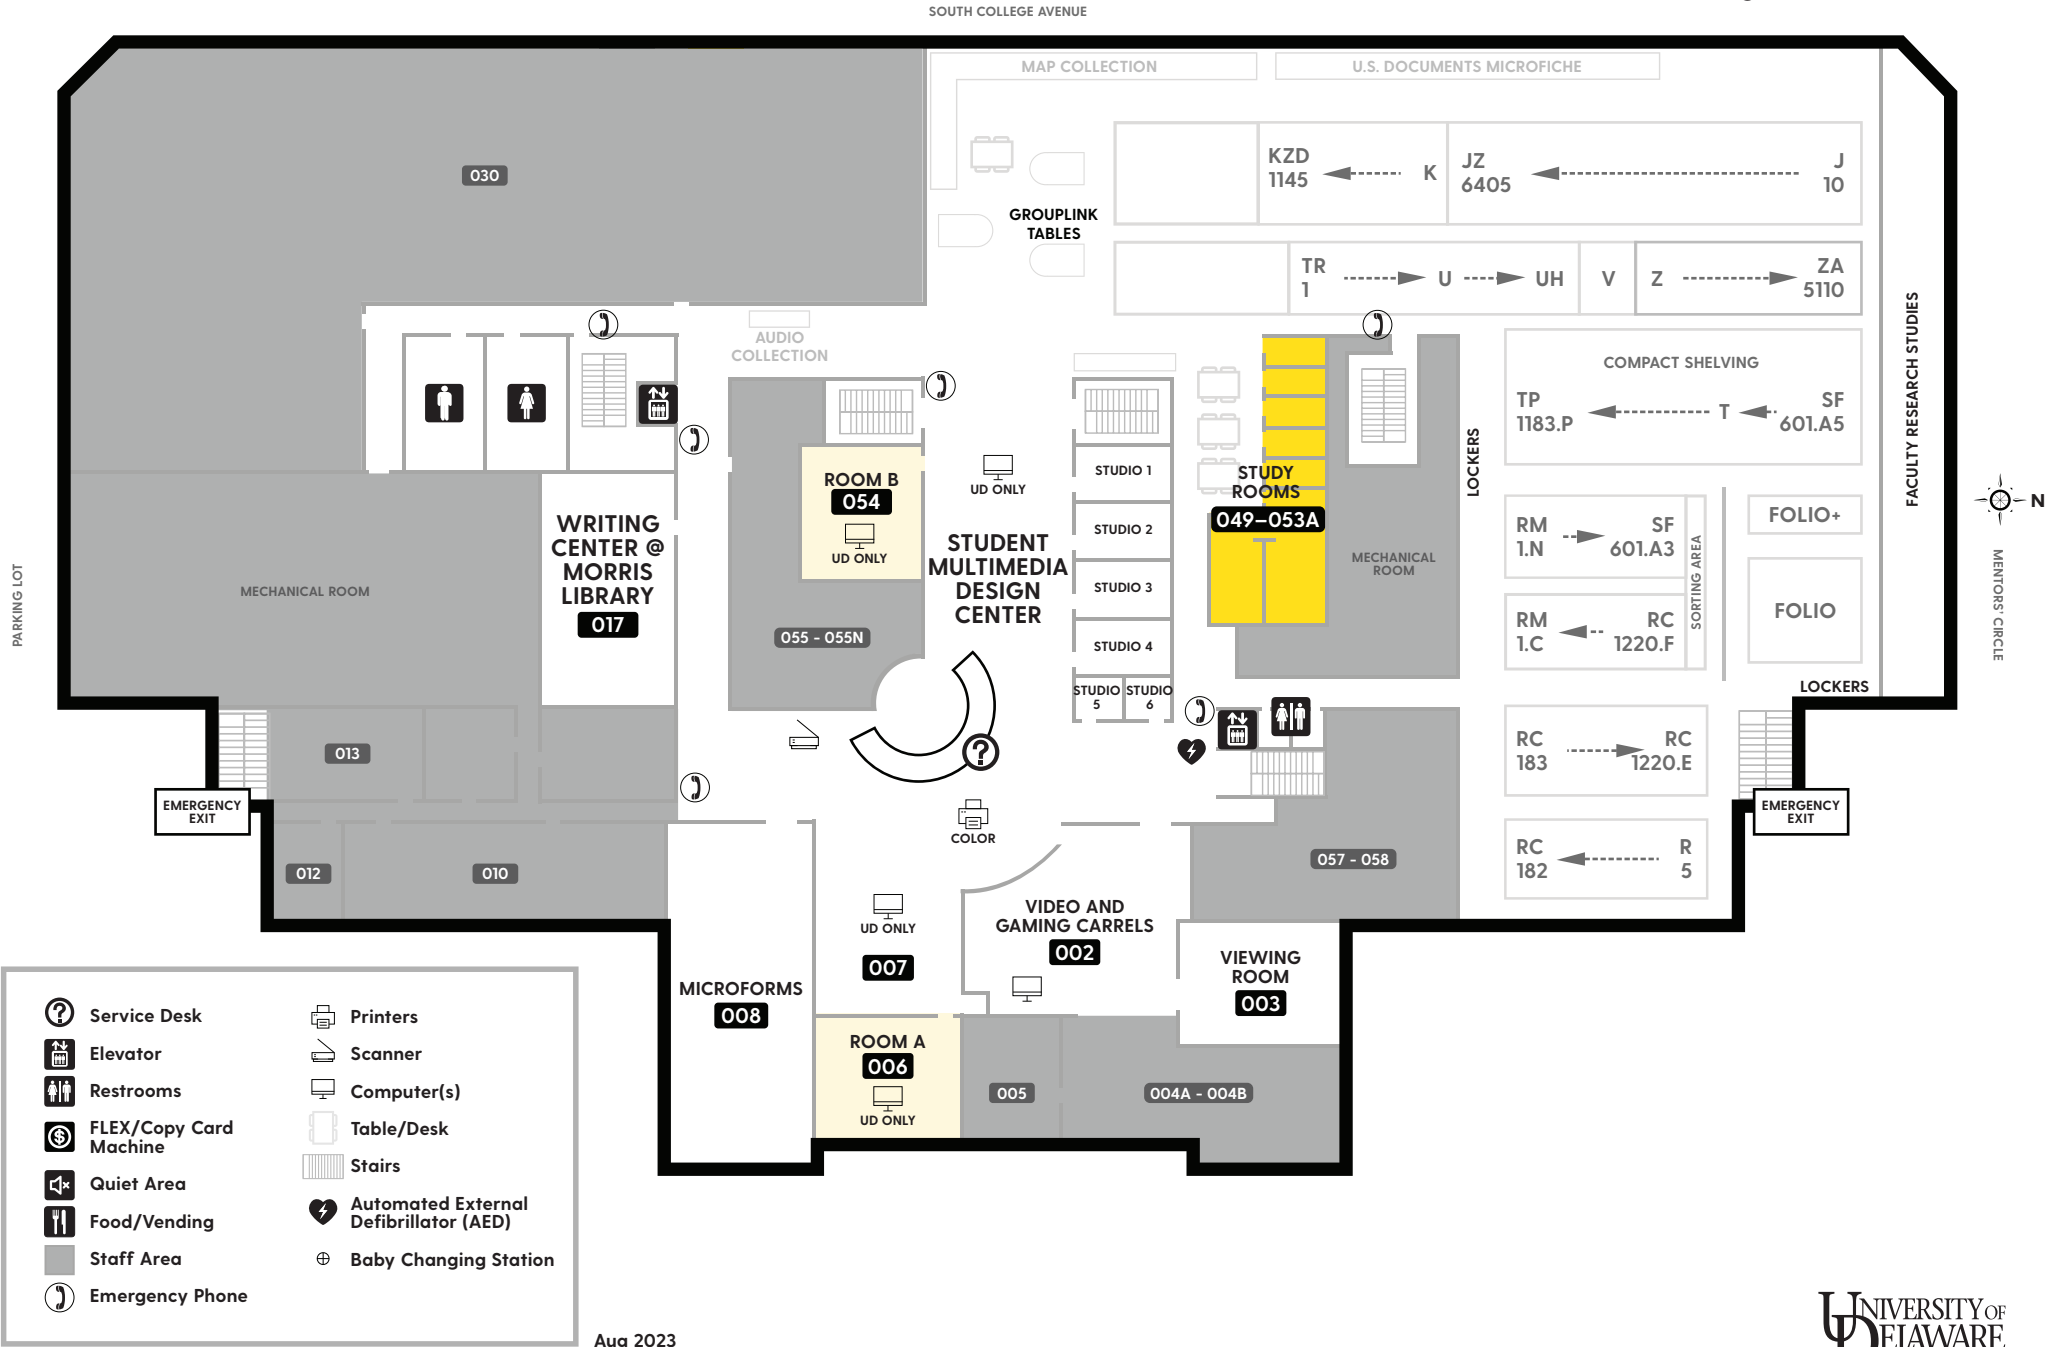 SOUTH COLLEGE AVENUE
MAP COLLECTION
U.S. DOCUMENTS MICROFICHE
030
KZD
1145
K
JZ
6405
J
10
GROUPLINK
TABLES
TR
1
U
UH
V
Z
ZA
5110
AUDIO
COLLECTION
COMPACT SHELVING
TP
1183.P
T
SF
601.A5
FACULTY RESEARCH STUDIES
LOCKERS
STUDIO 1
ROOM B
054
UD ONLY
UD ONLY
STUDY
ROOMS
049–053A
WRITING
CENTER @
MORRIS
LIBRARY
017
STUDENT
MULTIMEDIA
DESIGN
CENTER
STUDIO 2
STUDIO 3
STUDIO 4
STUDIO
5
STUDIO
6
MECHANICAL
ROOM
RM
1.N
SF
601.A3
SORTING AREA
FOLIO+
FOLIO
RM
1.C
RC
1220.F
N
MENTORS' CIRCLE
PARKING LOT
MECHANICAL ROOM
055 - 055N
LOCKERS
013
RC
183
RC
1220.E
EMERGENCY
EXIT
EMERGENCY
EXIT
COLOR
012
010
057 - 058
RC
182
R
5
UD ONLY
007
VIDEO AND
GAMING CARRELS
002
VIEWING
ROOM
003
MICROFORMS
008
ROOM A
006
UD ONLY
005
004A - 004B
Service Desk
Elevator
Restrooms
FLEX/Copy Card
Machine
Quiet Area
Food/Vending
Staff Area
Emergency Phone
Printers
Scanner
Computer(s)
Table/Desk
Stairs
Automated External
Defibrillator (AED)
Baby Changing Station
Aug 2023
UNIVERSITY OF
DELAWARE